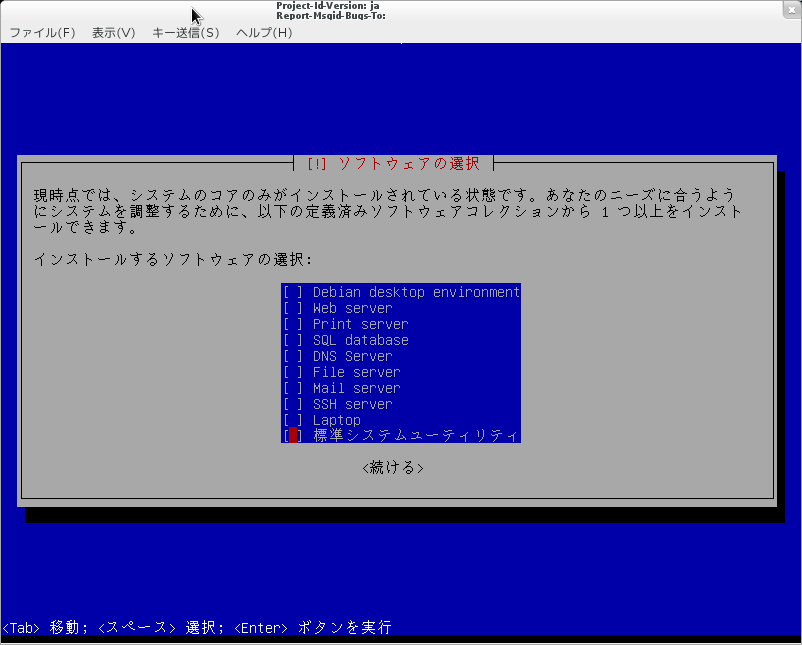 Project-Id-Version: ja
Report-Msgid-Bugs-To:
ファイル(F) 表示(V) キー送信(S) ヘルプ(H)
[!] ソフトウェアの選択
現時点では、システムのコアのみがインストールされている状態です。あなたのニーズに合うよう
にシステムを調整するために、以下の定義済みソフトウェアコレクションから 1 つ以上をインスト
ールできます。
インストールするソフトウェアの選択:
[ ] Debian desktop environment
[ ] Web server
[ ] Print server
[ ] SQL database
[ ] DNS Server
[ ] File server
[ ] Mail server
[ ] SSH server
[ ] Laptop
[ ] 標準システムユーティリティ
<続ける>
<Tab> 移動; <スペース> 選択; <Enter> ボタンを実行